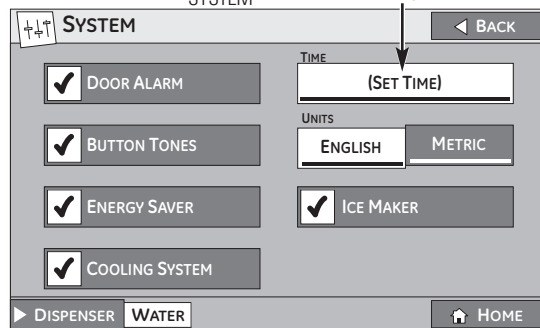 SYSTEM
SYSTEM
BACK
DOOR ALARM
BUTTON TONES
ENERGY SAVER
COOLING SYSTEM
TIME
(SET TIME)
UNITS
ENGLISH METRIC
ICE MAKER
DISPENSER WATER
HOME